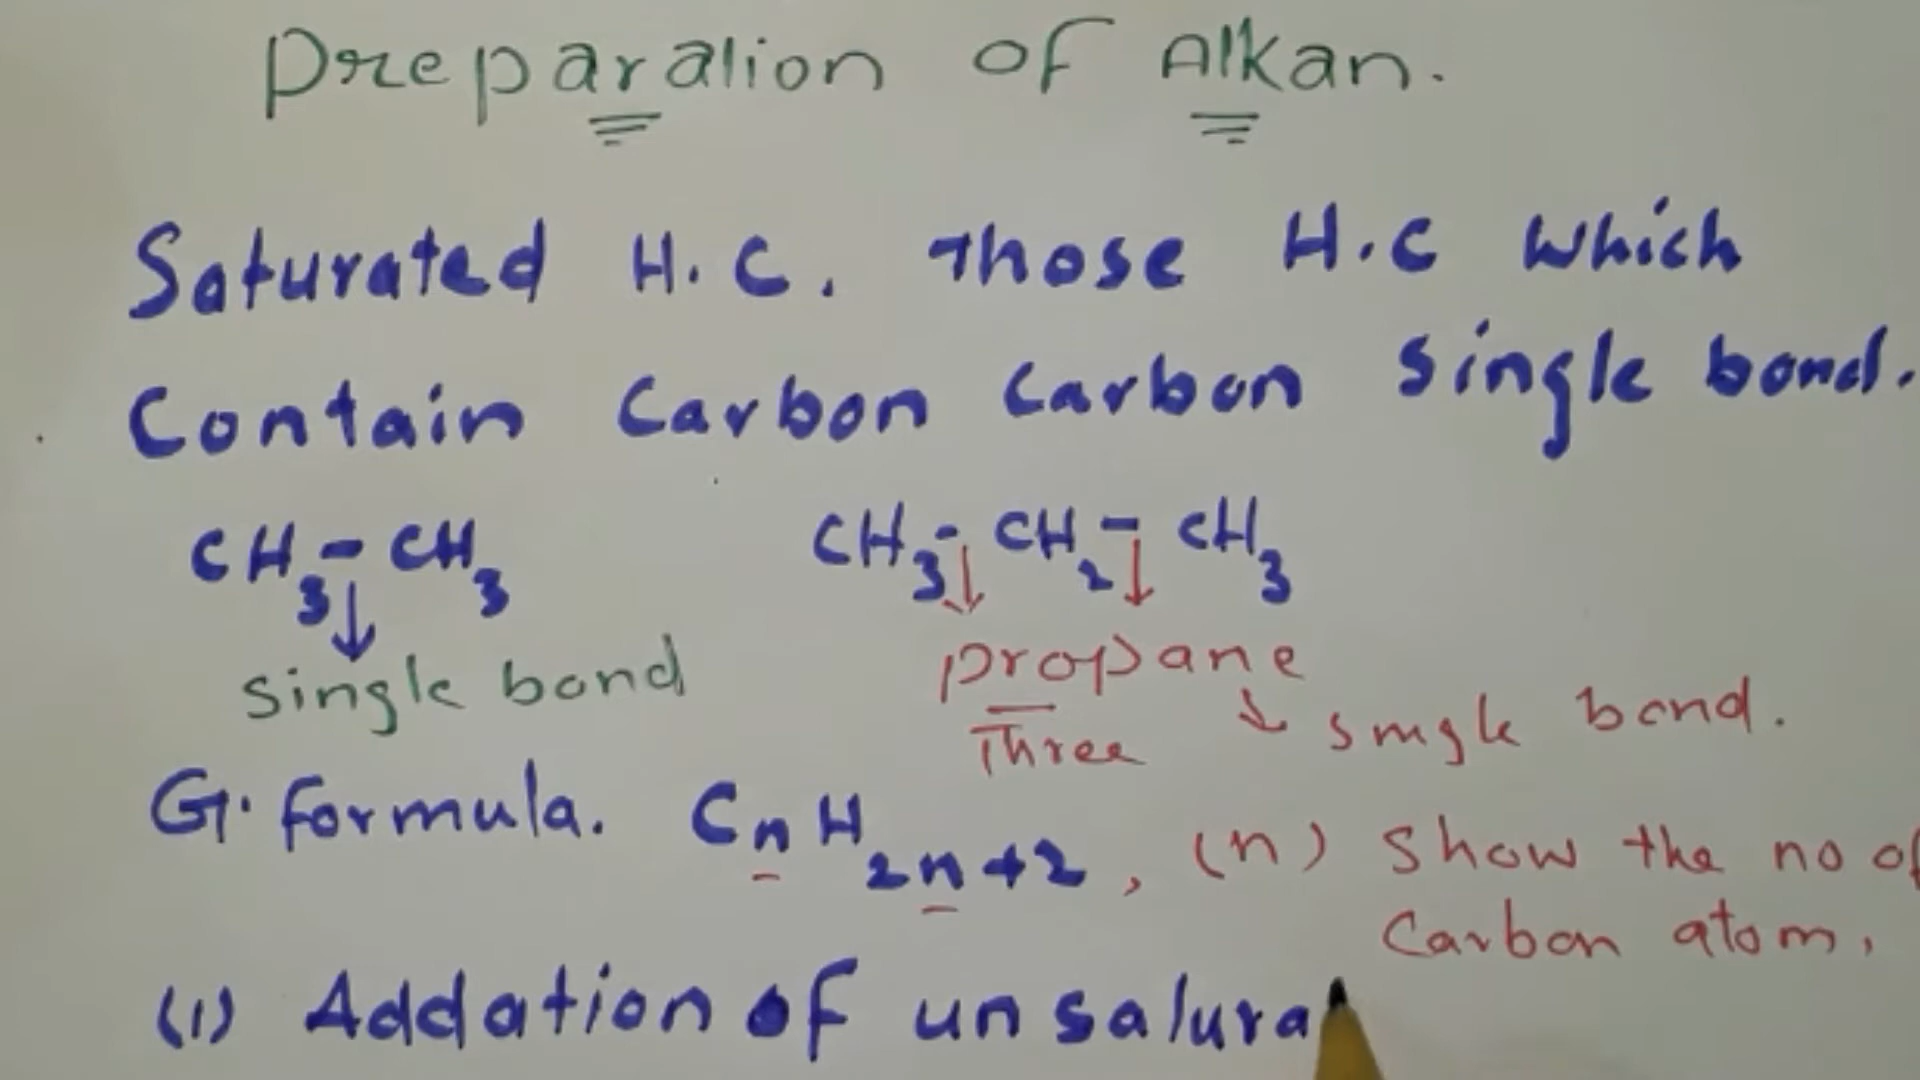 Preparation of Alkan.
Saturated H.C. Those H.C which
Contain Carbon Carbon Single bond.
CH3-CH3 CH3-CH2-CH3
↓ ↓ ↓
single bond propane
Three ↓ single bond.
G. formula. CnH2n+2, (n) show the no of
Carbon atom,
(1) Addation of unsatura